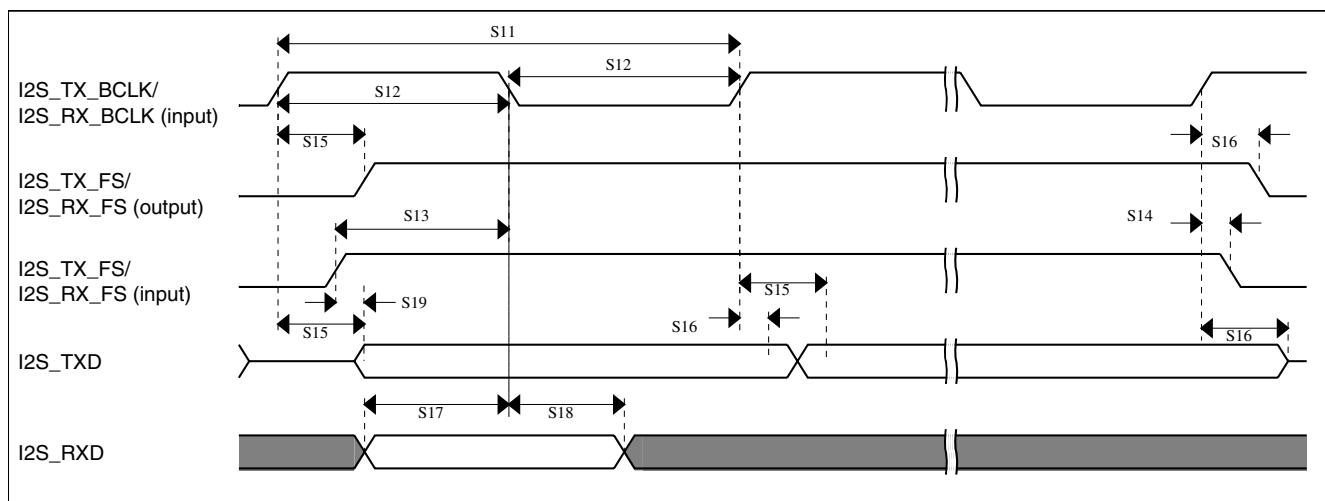 S11
I2S_TX_BCLK/
I2S_RX_BCLK (input)
S12
S12
S15
S16
I2S_TX_FS/
I2S_RX_FS (output)
S13
S14
I2S_TX_FS/
I2S_RX_FS (input)
S15
S19
S15
S16
S16
I2S_TXD
S17
S18
I2S_RXD